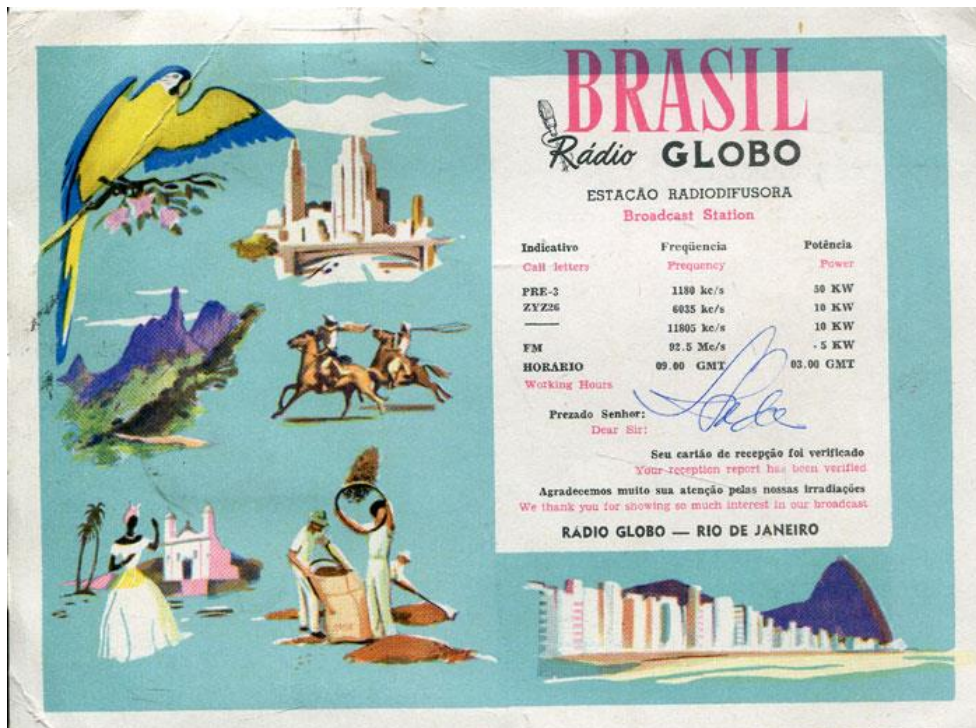 BRASIL
Rádio GLOBO
ESTAÇÃO RADIODIFUSORA
Broadcast Station
Indicativo Freqüencia Potência
Call letters Frequency Power
PRE-3 1180 kc/s 50 KW
ZYZ26 6035 kc/s 10 KW
—— 11805 kc/s 10 KW
FM 92.5 Mc/s .5 KW
HORARIO 09.00 GMT 03.00 GMT
Working Hours
Prezado Senhor:
Dear Sir:
Seu cartão de recepção foi verificado
Your reception report has been verified
Agradecemos muito sua atenção pelas nossas irradiações
We thank you for showing so much interest in our broadcast
RÁDIO GLOBO — RIO DE JANEIRO